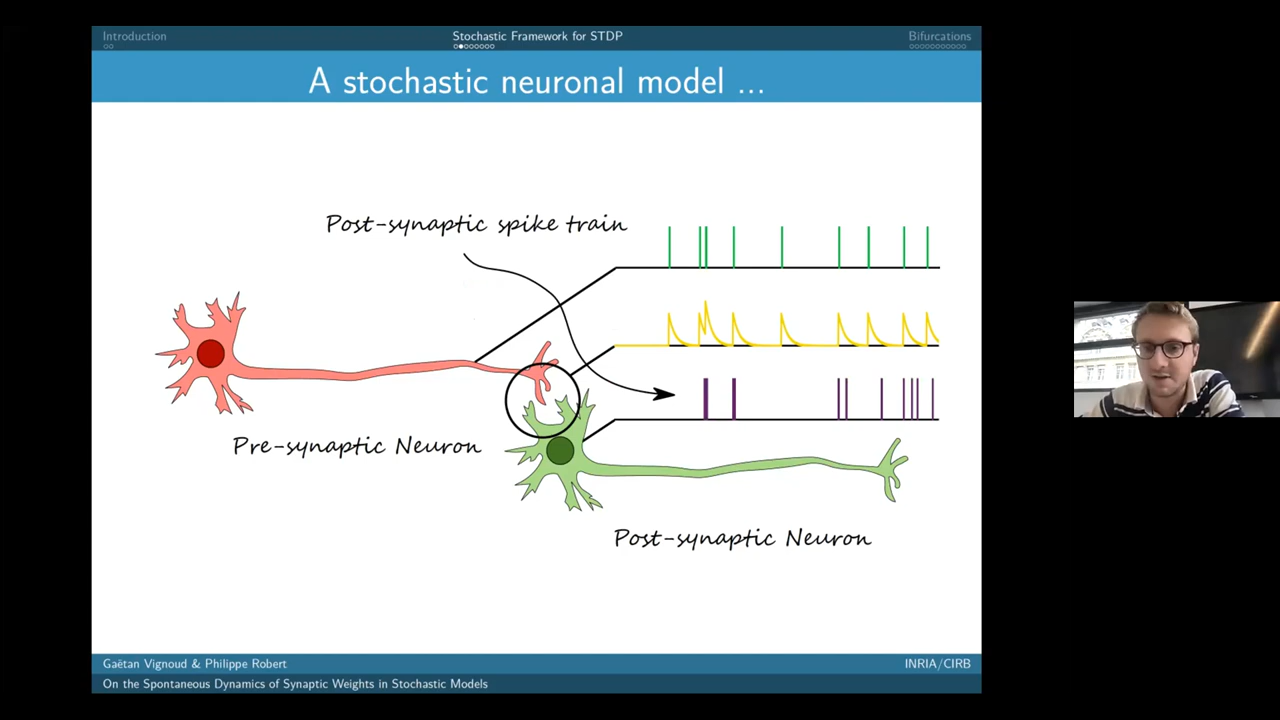 Introduction
Stochastic Framework for STDP
Bifurcations
A stochastic neuronal model ...
Post-synaptic spike train
Pre-synaptic Neuron
Post-synaptic Neuron
Gaëtan Vignoud & Philippe Robert
INRIA/CIRB
On the Spontaneous Dynamics of Synaptic Weights in Stochastic Models